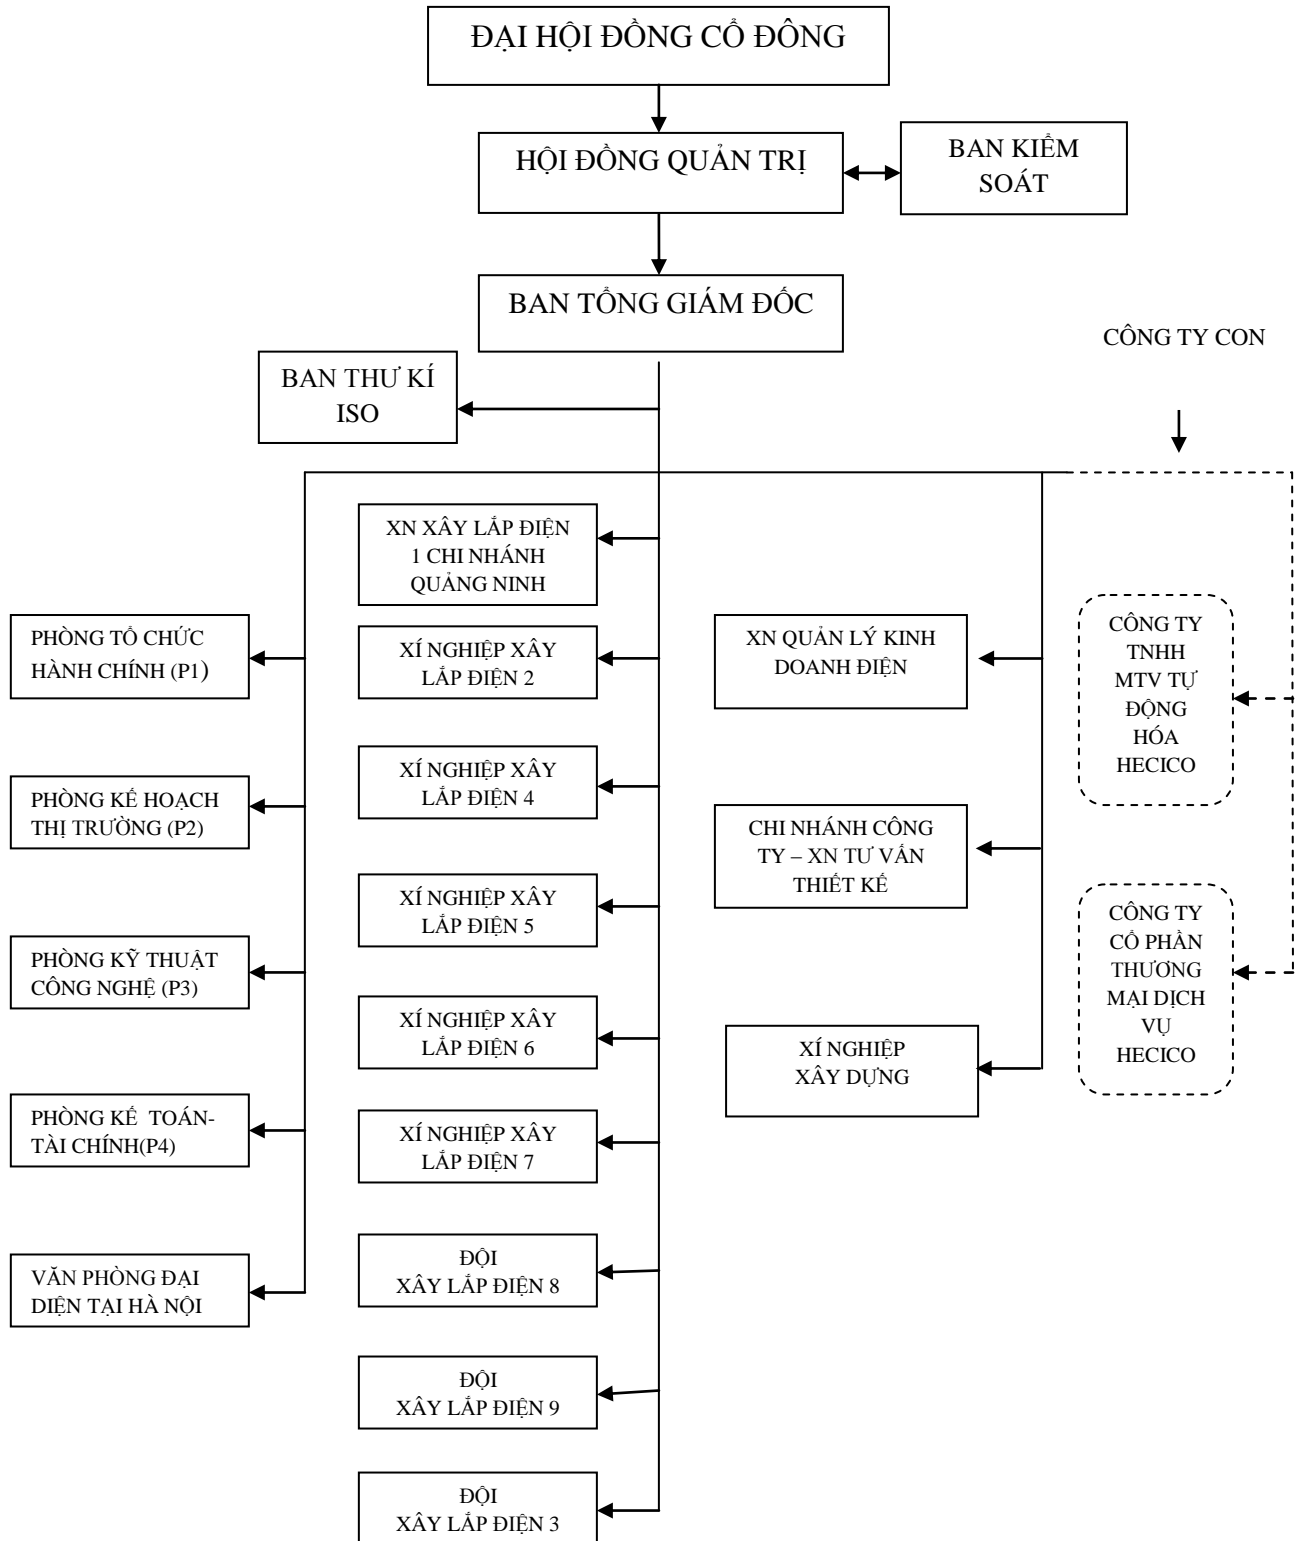 ĐẠI HỘI ĐỒNG CỔ ĐÔNG
HỘI ĐỒNG QUẢN TRỊ
BAN KIỂM
SOÁT
BAN TỔNG GIÁM ĐỐC
CÔNG TY CON
BAN THƯ KÍ
ISO
XN XÂY LẮP ĐIỆN
1 CHI NHÁNH
QUẢNG NINH
PHÒNG TỔ CHỨC
HÀNH CHÍNH (P1)
PHÒNG KẾ HOẠCH
THỊ TRƯỜNG (P2)
PHÒNG KỸ THUẬT
CÔNG NGHỆ (P3)
PHÒNG KẾ TOÁN-
TÀI CHÍNH(P4)
VĂN PHÒNG ĐẠI
DIỆN TẠI HÀ NỘI
XÍ NGHIỆP XÂY
LẮP ĐIỆN 2
XÍ NGHIỆP XÂY
LẮP ĐIỆN 4
XÍ NGHIỆP XÂY
LẮP ĐIỆN 5
XÍ NGHIỆP XÂY
LẮP ĐIỆN 6
XÍ NGHIỆP XÂY
LẮP ĐIỆN 7
ĐỘI
XÂY LẮP ĐIỆN 8
ĐỘI
XÂY LẮP ĐIỆN 9
ĐỘI
XÂY LẮP ĐIỆN 3
XN QUẢN LÝ KINH
DOANH ĐIỆN
CHI NHÁNH CÔNG
TY – XN TƯ VẤN
THIẾT KẾ
XÍ NGHIỆP
XÂY DỰNG
CÔNG TY
TNHH
MTV TỰ
ĐỘNG
HÓA
HECICO
CÔNG TY
CỔ PHẦN
THƯƠNG
MẠI DỊCH
VỤ
HECICO